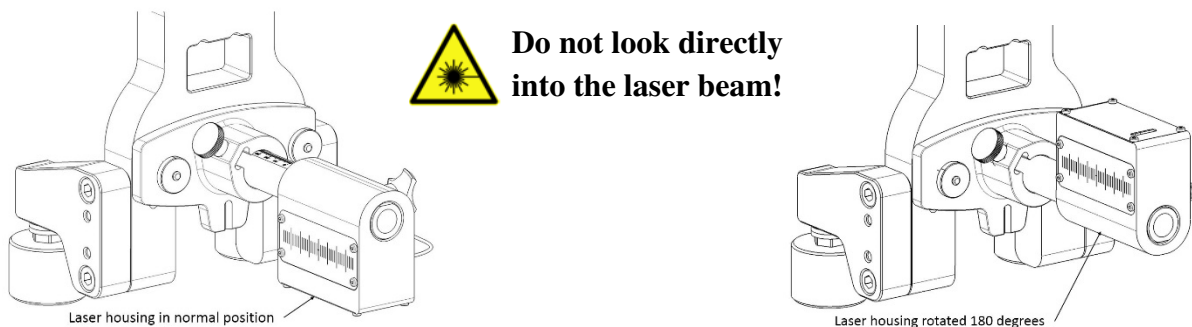 Do not look directly
into the laser beam!
Laser housing in normal position
Laser housing rotated 180 degrees